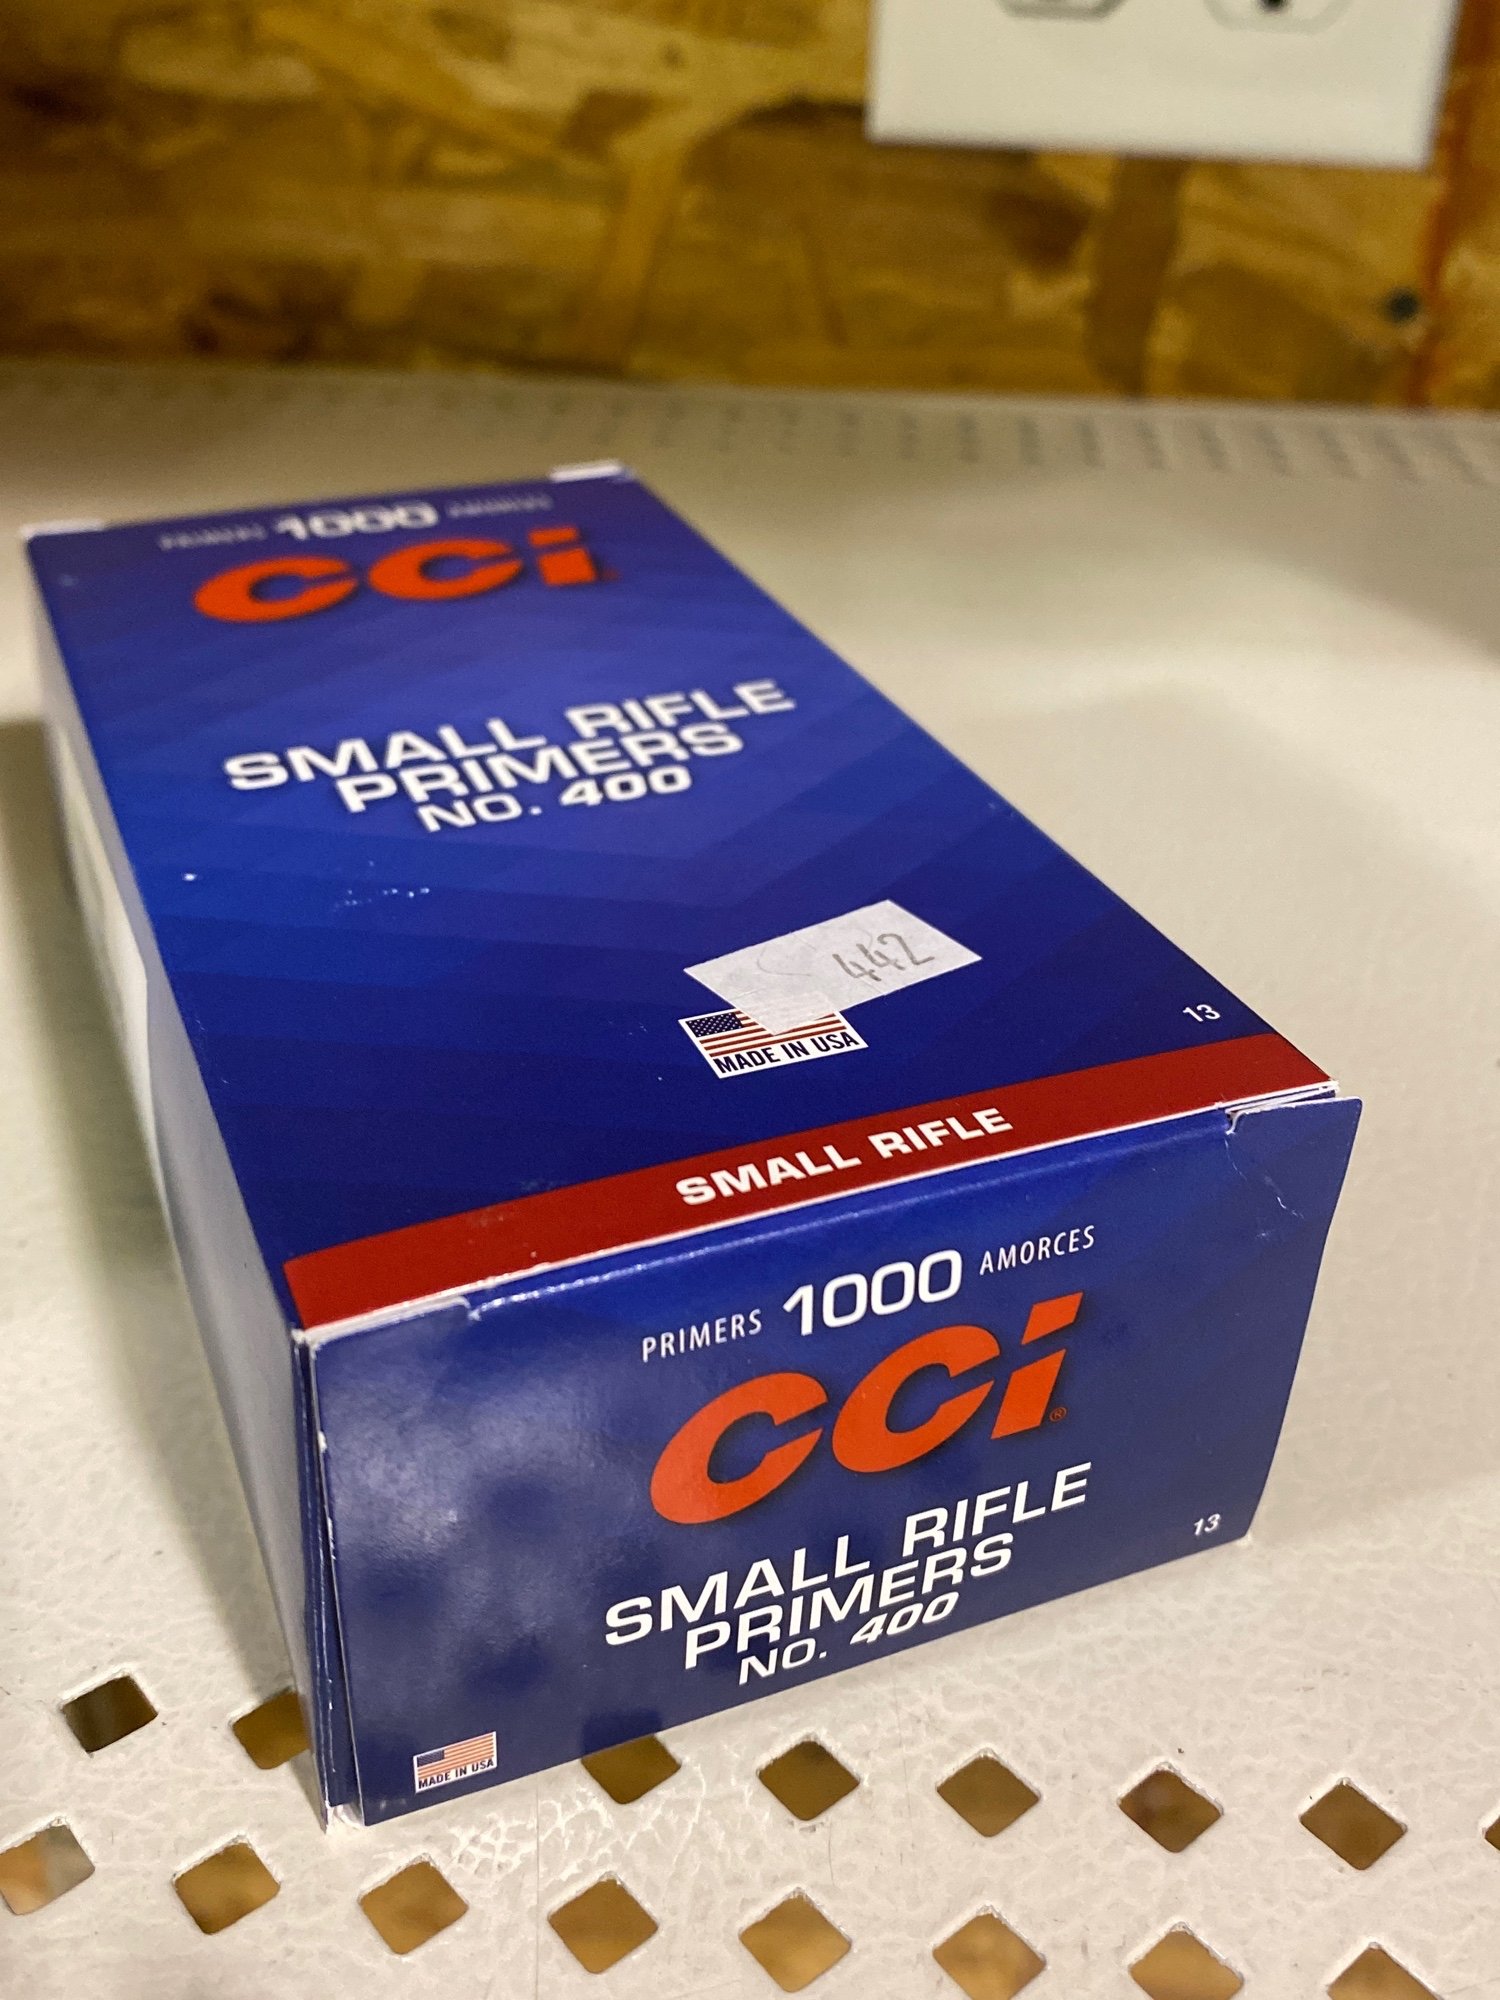 PRIMERS 1000 AMORCES
CCi
SMALL RIFLE
PRIMERS
NO. 400
442
MADE IN USA
13
SMALL RIFLE
PRIMERS 1000 AMORCES
CCi®
SMALL RIFLE
PRIMERS
NO. 400
13
MADE IN USA